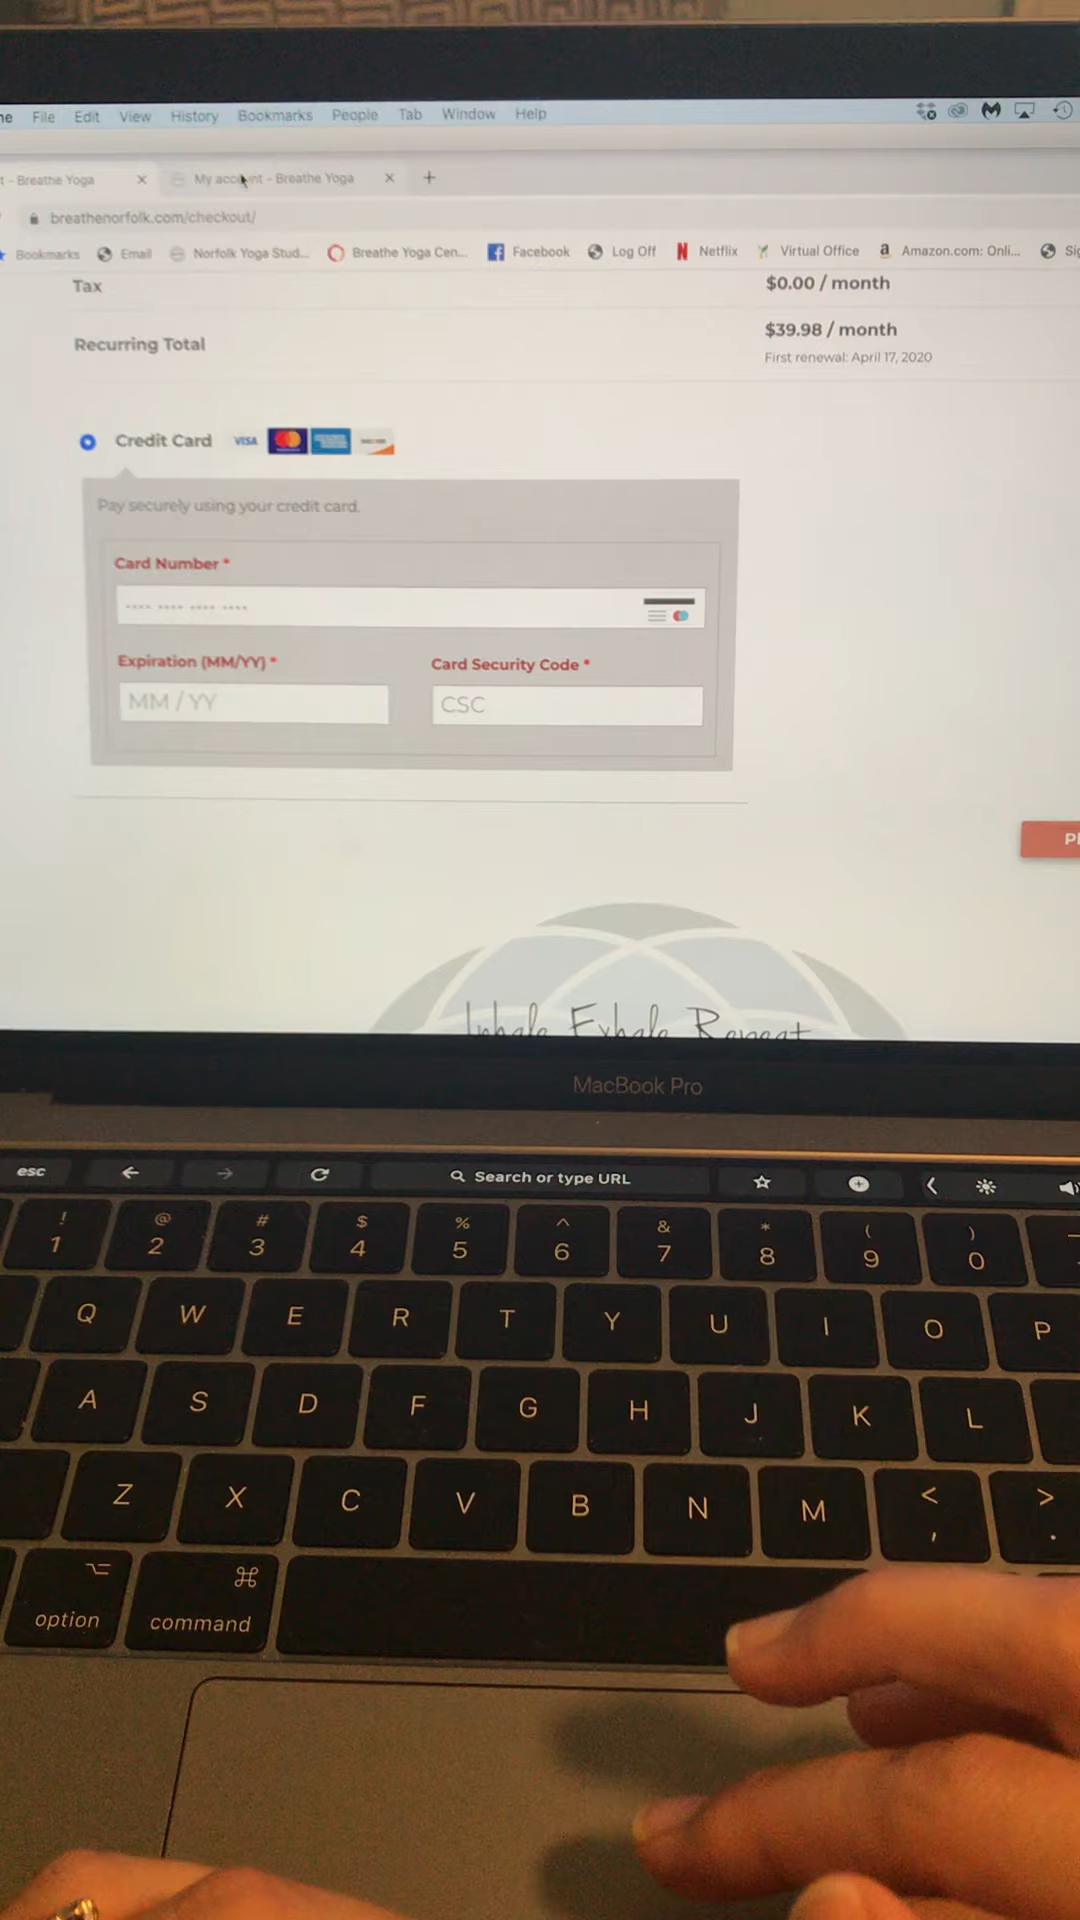 File Edit View History Bookmarks People Tab Window Help
t - Breathe Yoga × My account - Breathe Yoga × +
breathenorfolk.com/checkout/
Bookmarks Email Norfolk Yoga Stud... Breathe Yoga Cen... Facebook Log Off Netflix Virtual Office Amazon.com: Onli...
Tax $0.00 / month
Recurring Total $39.98 / month
First renewal: April 17, 2020
Credit Card VISA
Pay securely using your credit card.
Card Number *
Expiration (MM/YY) * Card Security Code *
MM / YY CSC
Inhale Exhale Repeat
MacBook Pro
esc Search or type URL
! @ # $ % ^ & * ( )
1 2 3 4 5 6 7 8 9 0
Q W E R T Y U I O P
A S D F G H J K L
Z X C V B N M < >
, .
option command